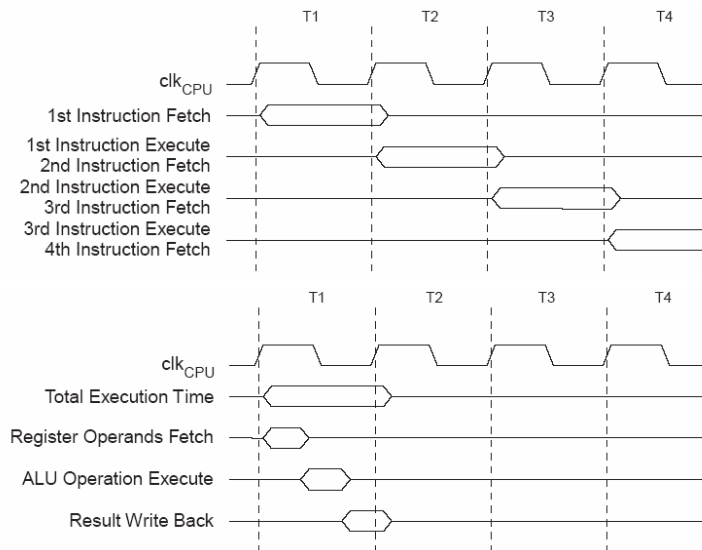 T1 T2 T3 T4
clkCPU
1st Instruction Fetch
1st Instruction Execute
2nd Instruction Fetch
2nd Instruction Execute
3rd Instruction Fetch
3rd Instruction Execute
4th Instruction Fetch
T1 T2 T3 T4
clkCPU
Total Execution Time
Register Operands Fetch
ALU Operation Execute
Result Write Back